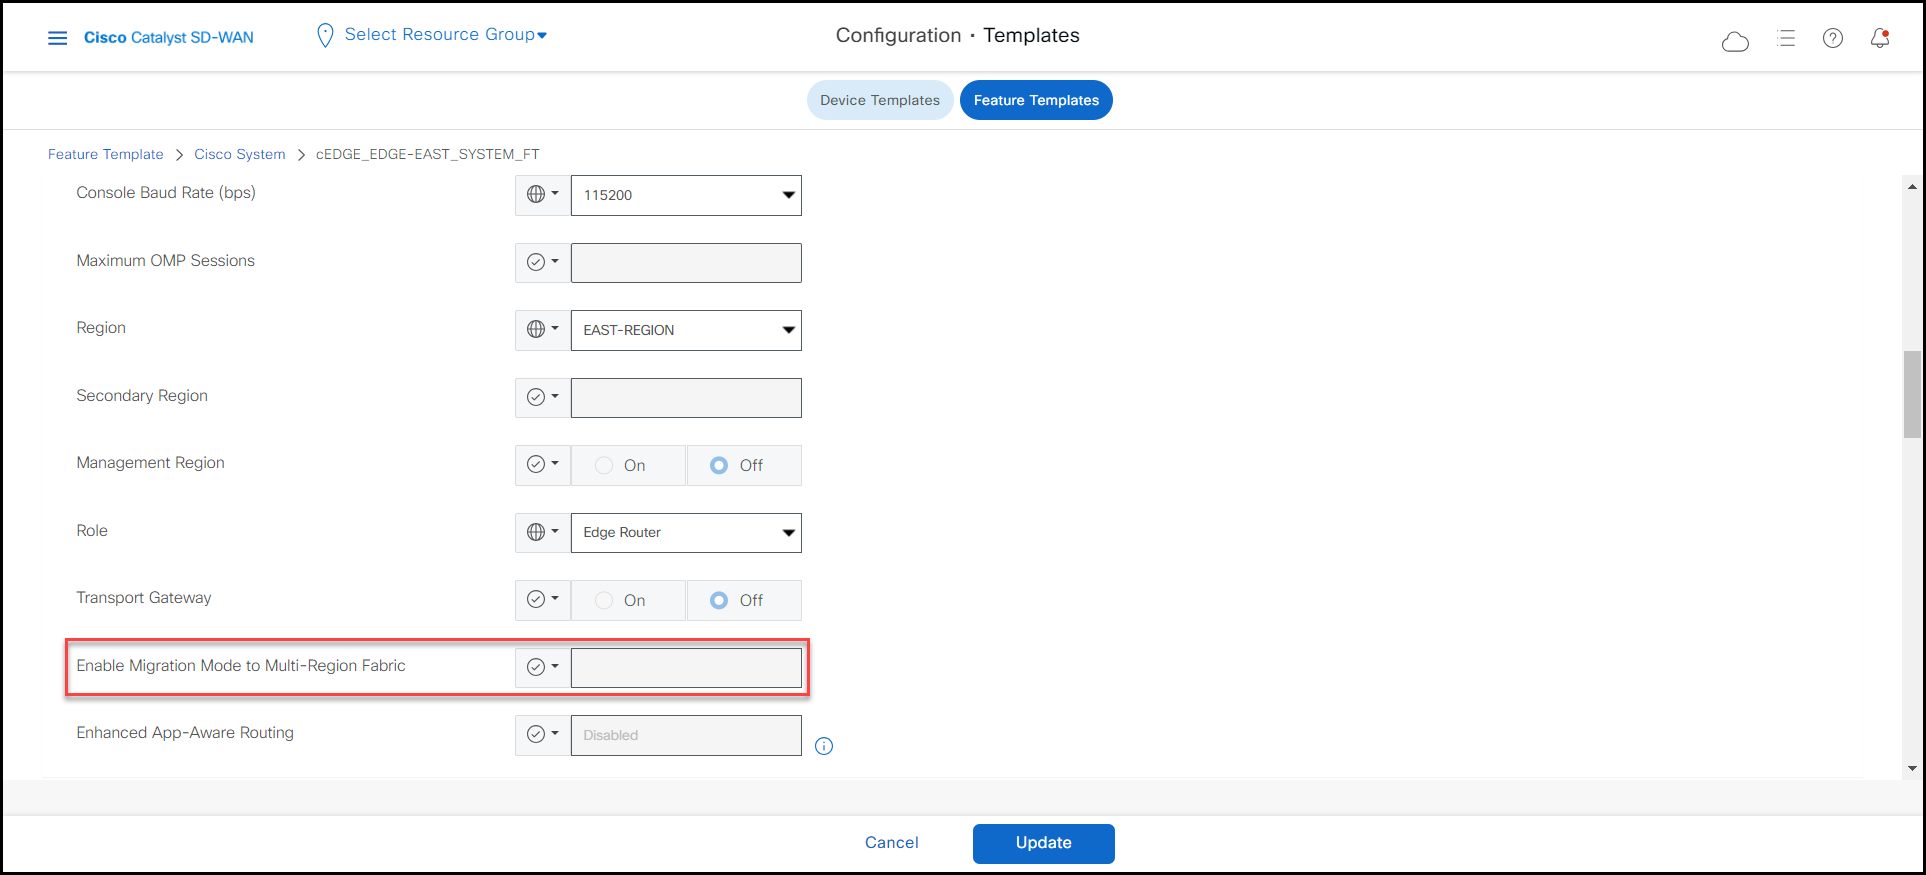 Cisco Catalyst SD-WAN
Select Resource Group
Configuration · Templates
Device Templates
Feature Templates
Feature Template > Cisco System > cEDGE_EDGE-EAST_SYSTEM_FT
Console Baud Rate (bps)
115200
Maximum OMP Sessions
Region
EAST-REGION
Secondary Region
Management Region
On
Off
Role
Edge Router
Transport Gateway
On
Off
Enable Migration Mode to Multi-Region Fabric
Enhanced App-Aware Routing
Disabled
Cancel
Update